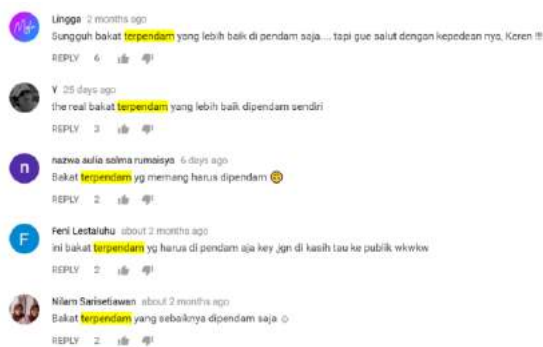 Lingga 2 months ago
Sungguh bakat terpendam yang lebih baik di pendam saja.... tapi gue salut dengan kepedean nya, Keren !!!
REPLY 6
Y 25 days ago
the real bakat terpendam yang lebih baik dipendam sendiri
REPLY 3
n
nazwa aulia salma rumaisya 6 days ago
Bakat terpendam yg memang harus dipendam 🙃
REPLY 2
F
Feni Lestaluhu about 2 months ago
ini bakat terpendam yg harus di pendam aja key ,jgn di kasih tau ke publik wkwkw
REPLY 2
Nilam Sarisetiawan about 2 months ago
Bakat terpendam yang sebaiknya dipendam saja ☺
REPLY 2